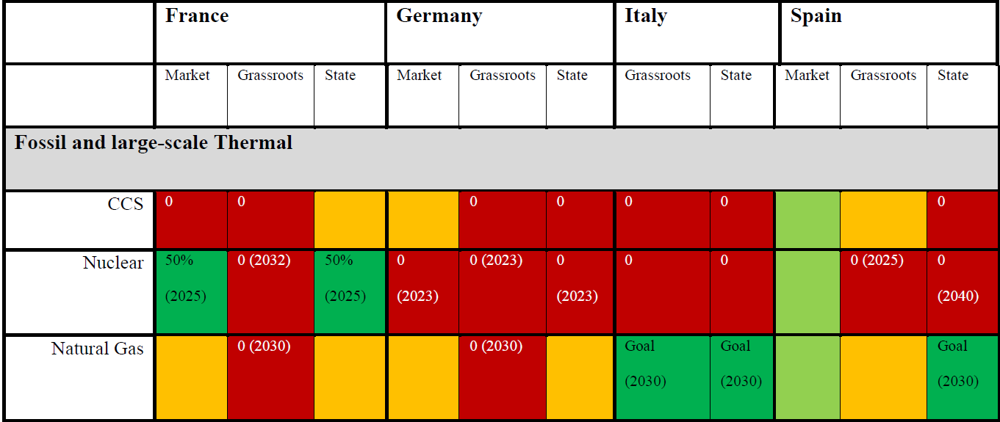 France Germany Italy Spain
Market Grassroots State Market Grassroots State Grassroots State Market Grassroots State
Fossil and large-scale Thermal
CCS 0 0 0 0 0 0 0
Nuclear 50% 0 (2032) 50% 0 0 (2023) 0 0 0 0 (2025) 0
(2025) (2025) (2023) (2023) (2040)
Natural Gas 0 (2030) 0 (2030) Goal Goal Goal
(2030) (2030) (2030)